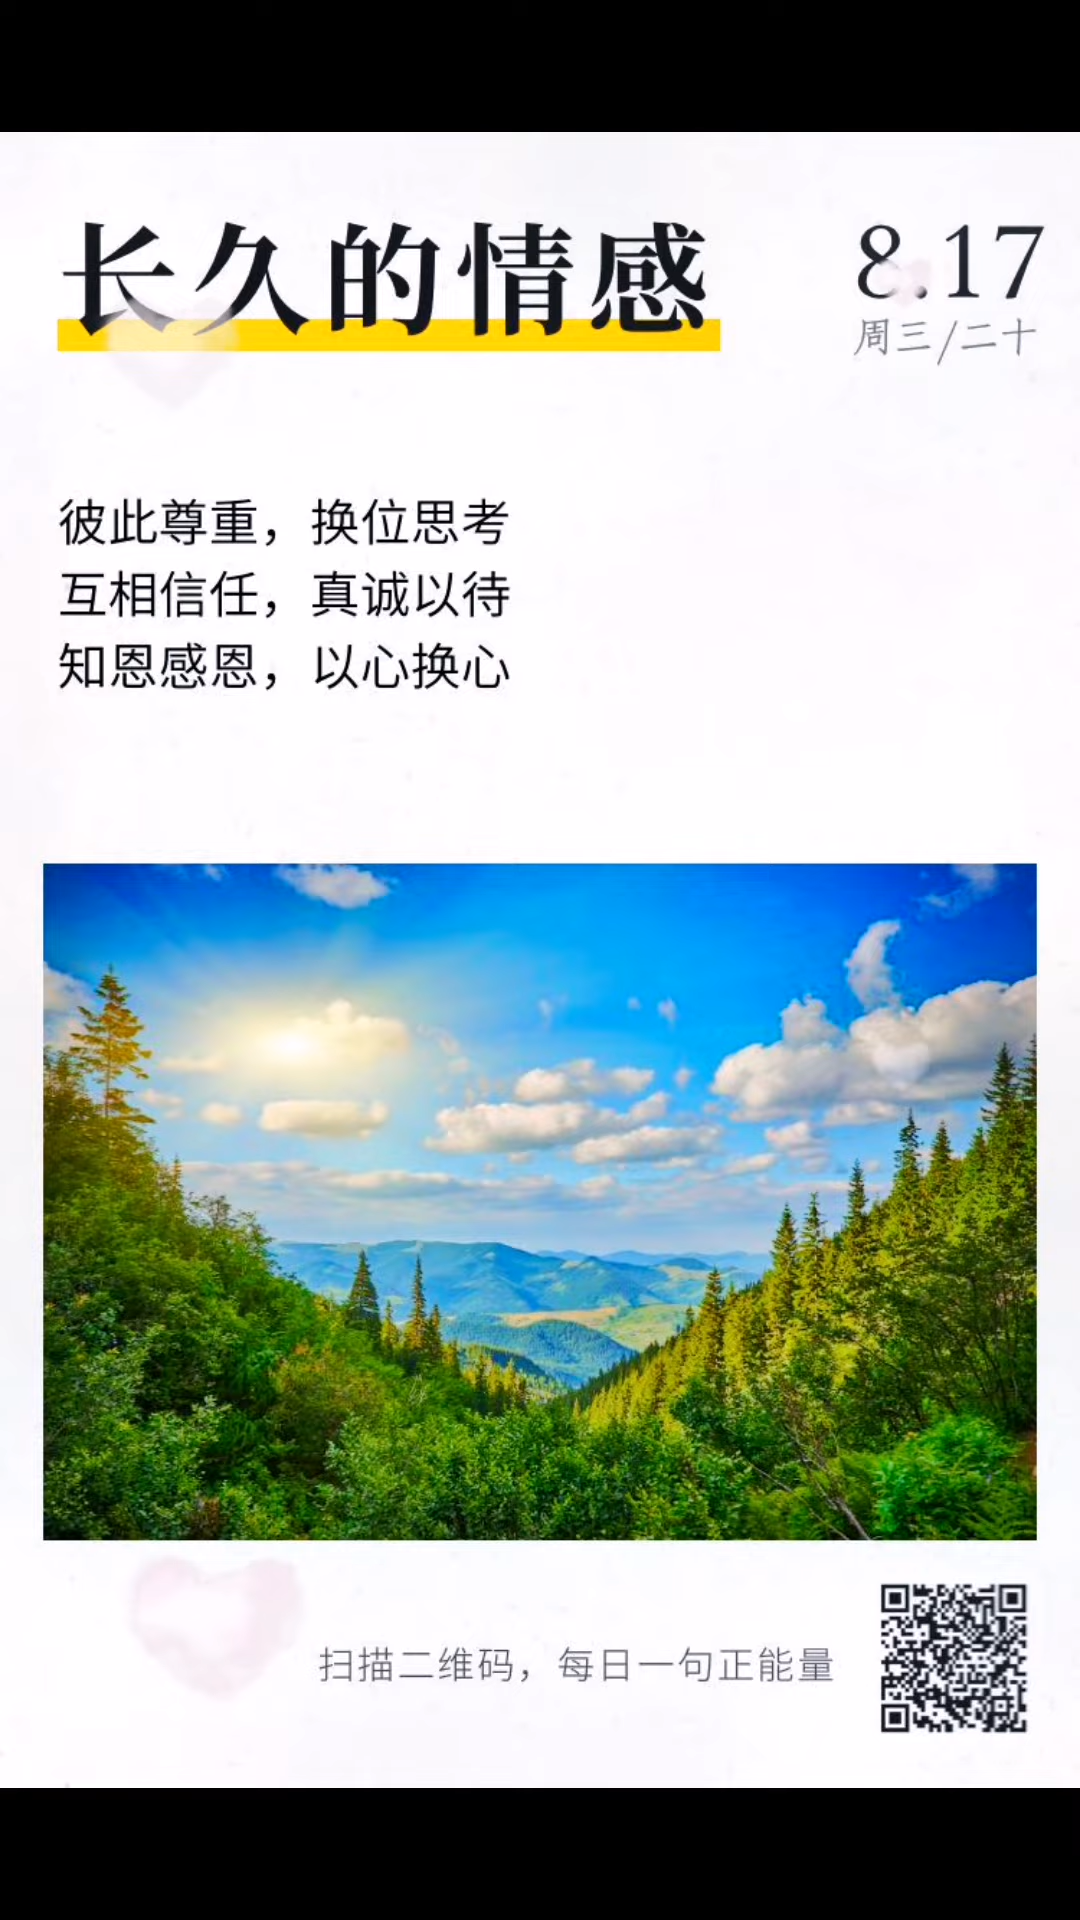 长久的情感
8.17
周三/二十
彼此尊重，换位思考
互相信任，真诚以待
知恩感恩，以心换心
扫描二维码，每日一句正能量